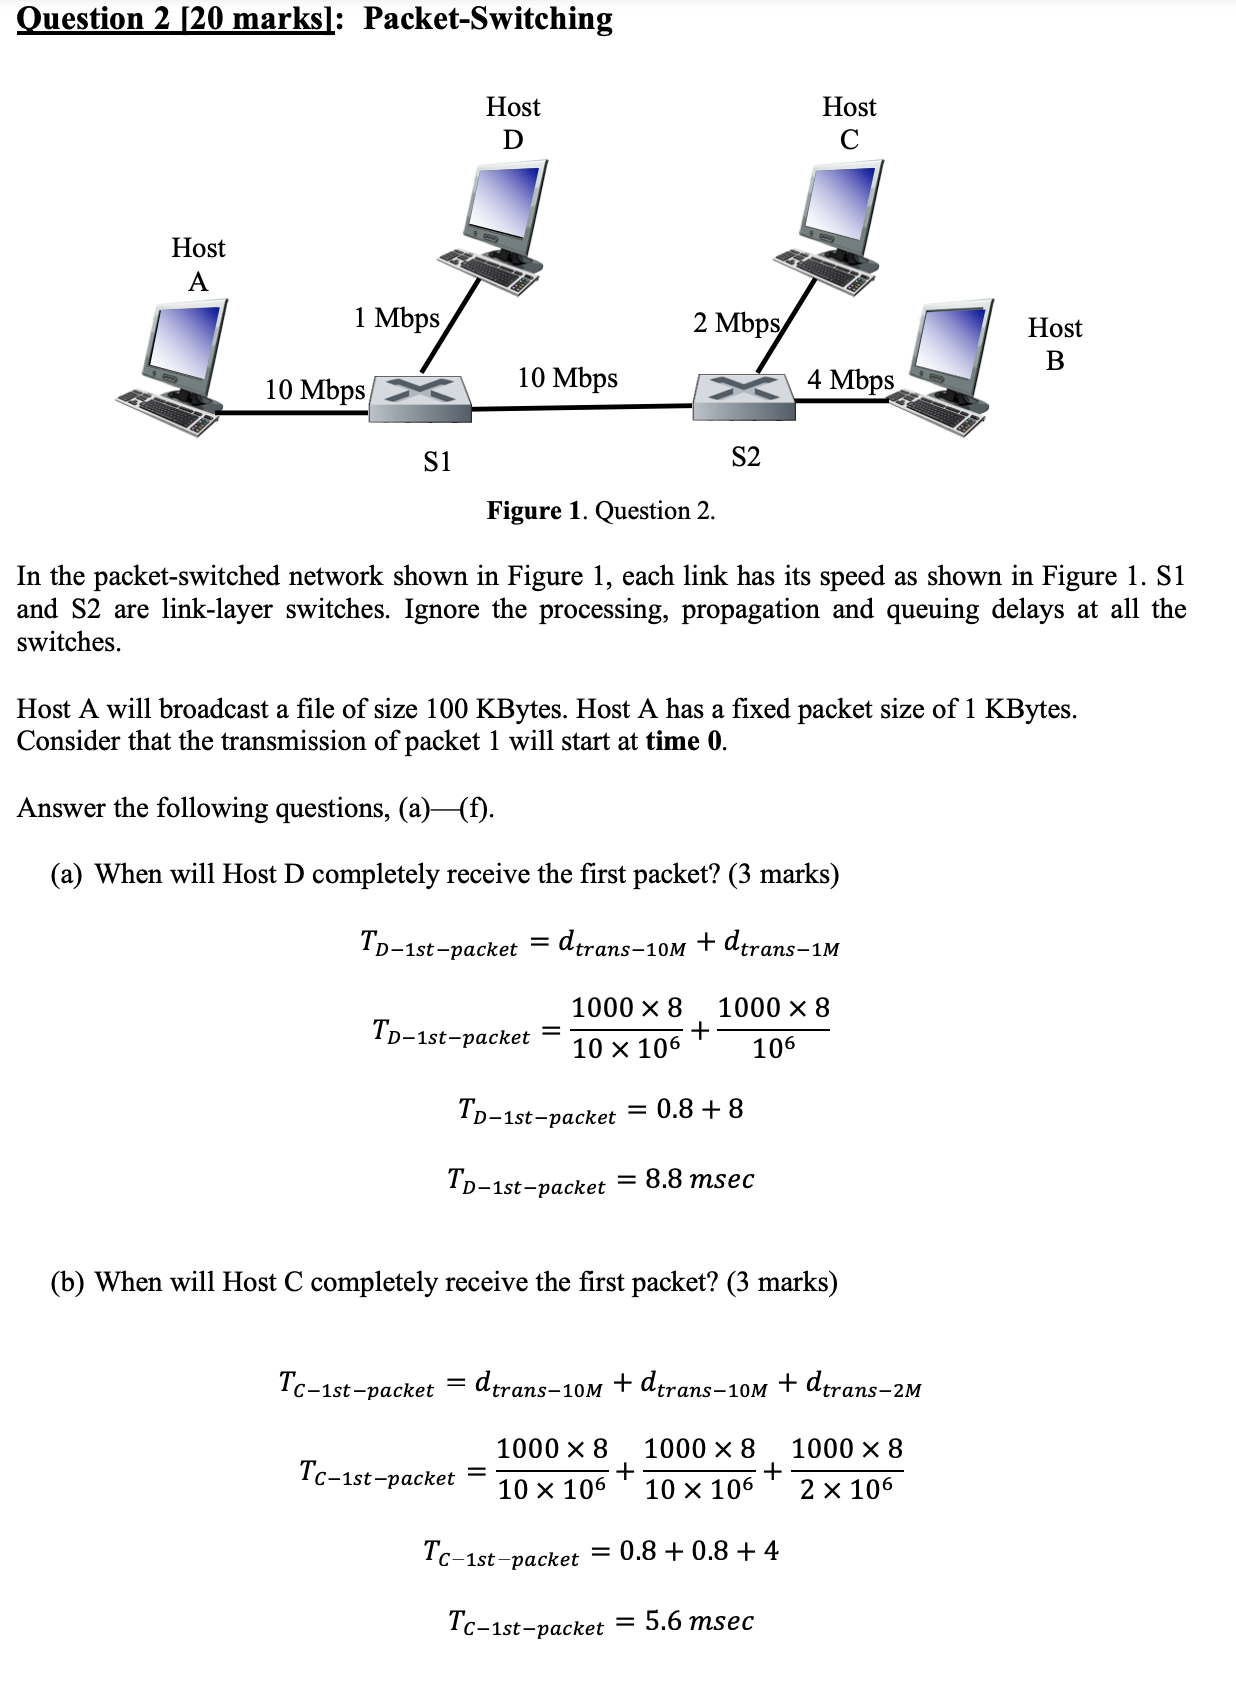 Question 2 [20 marks]: Packet-Switching
Host
D
Host
C
Host
A
1 Mbps
2 Mbps
Host
B
10 Mbps
10 Mbps
4 Mbps
S1
S2
Figure 1. Question 2.
In the packet-switched network shown in Figure 1, each link has its speed as shown in Figure 1. S1
and S2 are link-layer switches. Ignore the processing, propagation and queuing delays at all the
switches.
Host A will broadcast a file of size 100 KBytes. Host A has a fixed packet size of 1 KBytes.
Consider that the transmission of packet 1 will start at time 0.
Answer the following questions, (a)—(f).
(a) When will Host D completely receive the first packet? (3 marks)
T_{D−1st−packet} = d_{trans−10M} + d_{trans−1M}
T_{D−1st−packet} = \frac{1000 × 8}{10 × 10^6} + \frac{1000 × 8}{10^6}
T_{D−1st−packet} = 0.8 + 8
T_{D−1st−packet} = 8.8 msec
(b) When will Host C completely receive the first packet? (3 marks)
T_{C−1st−packet} = d_{trans−10M} + d_{trans−10M} + d_{trans−2M}
T_{C−1st−packet} = \frac{1000 × 8}{10 × 10^6} + \frac{1000 × 8}{10 × 10^6} + \frac{1000 × 8}{2 × 10^6}
T_{C−1st−packet} = 0.8 + 0.8 + 4
T_{C−1st−packet} = 5.6 msec